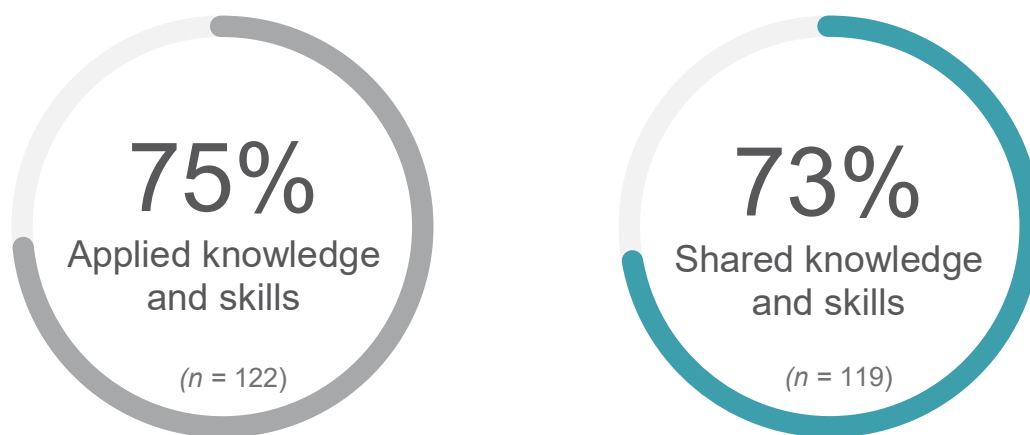 75%
Applied knowledge
and skills
(n = 122)
73%
Shared knowledge
and skills
(n = 119)